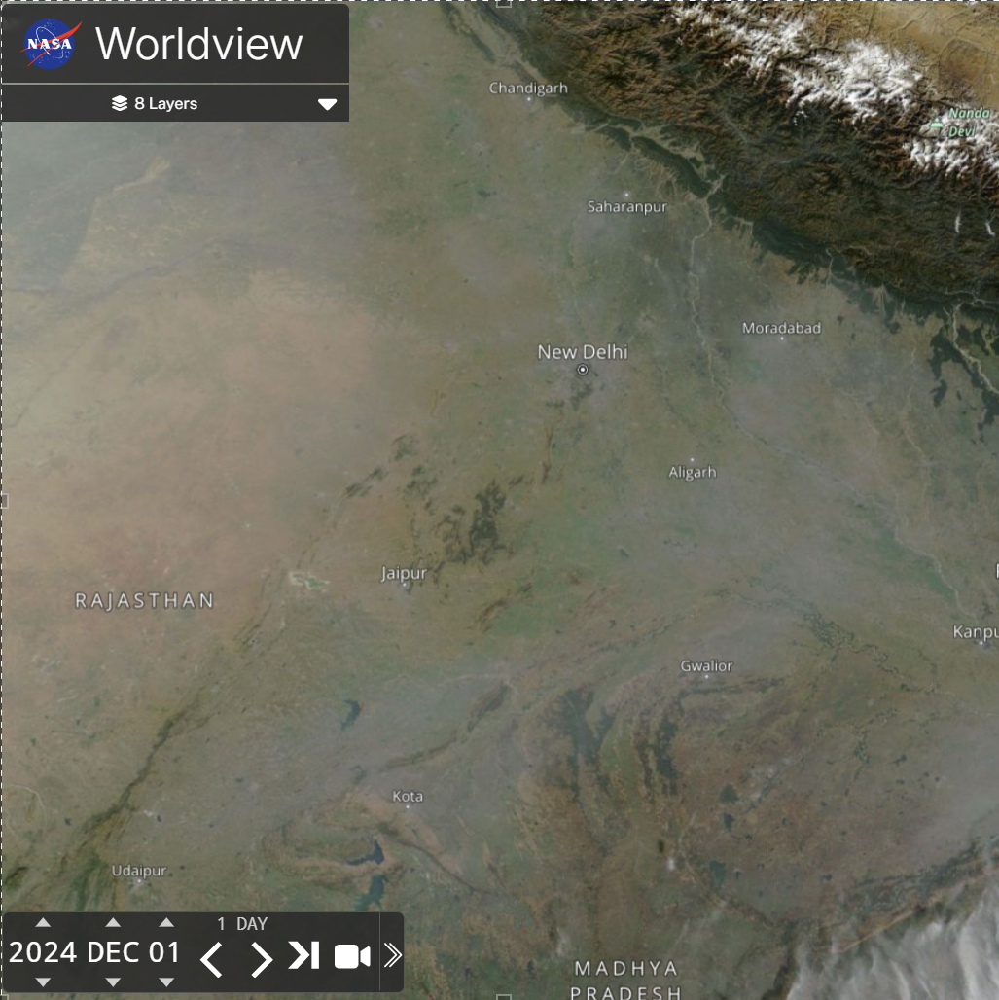 NASA
Worldview
8 Layers
Chandigarh
Nanda
Devi
Saharanpur
Moradabad
New Delhi
Aligarh
Jaipur
RAJASTHAN
Kanpu
Gwalior
Kota
Udaipur
1 DAY
2024 DEC 01
MADHYA
PRADESH